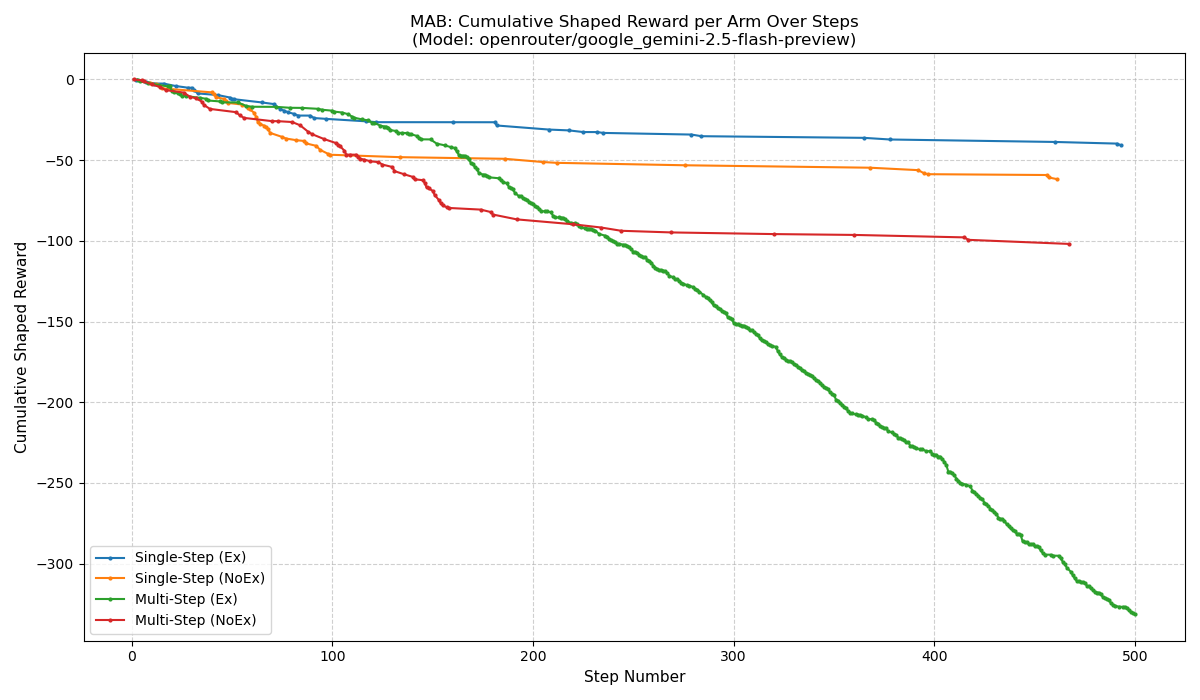 MAB: Cumulative Shaped Reward per Arm Over Steps
(Model: openrouter/google_gemini-2.5-flash-preview)
Cumulative Shaped Reward
0
−50
−100
−150
−200
−250
−300
Single-Step (Ex)
Single-Step (NoEx)
Multi-Step (Ex)
Multi-Step (NoEx)
0 100 200 300 400 500
Step Number